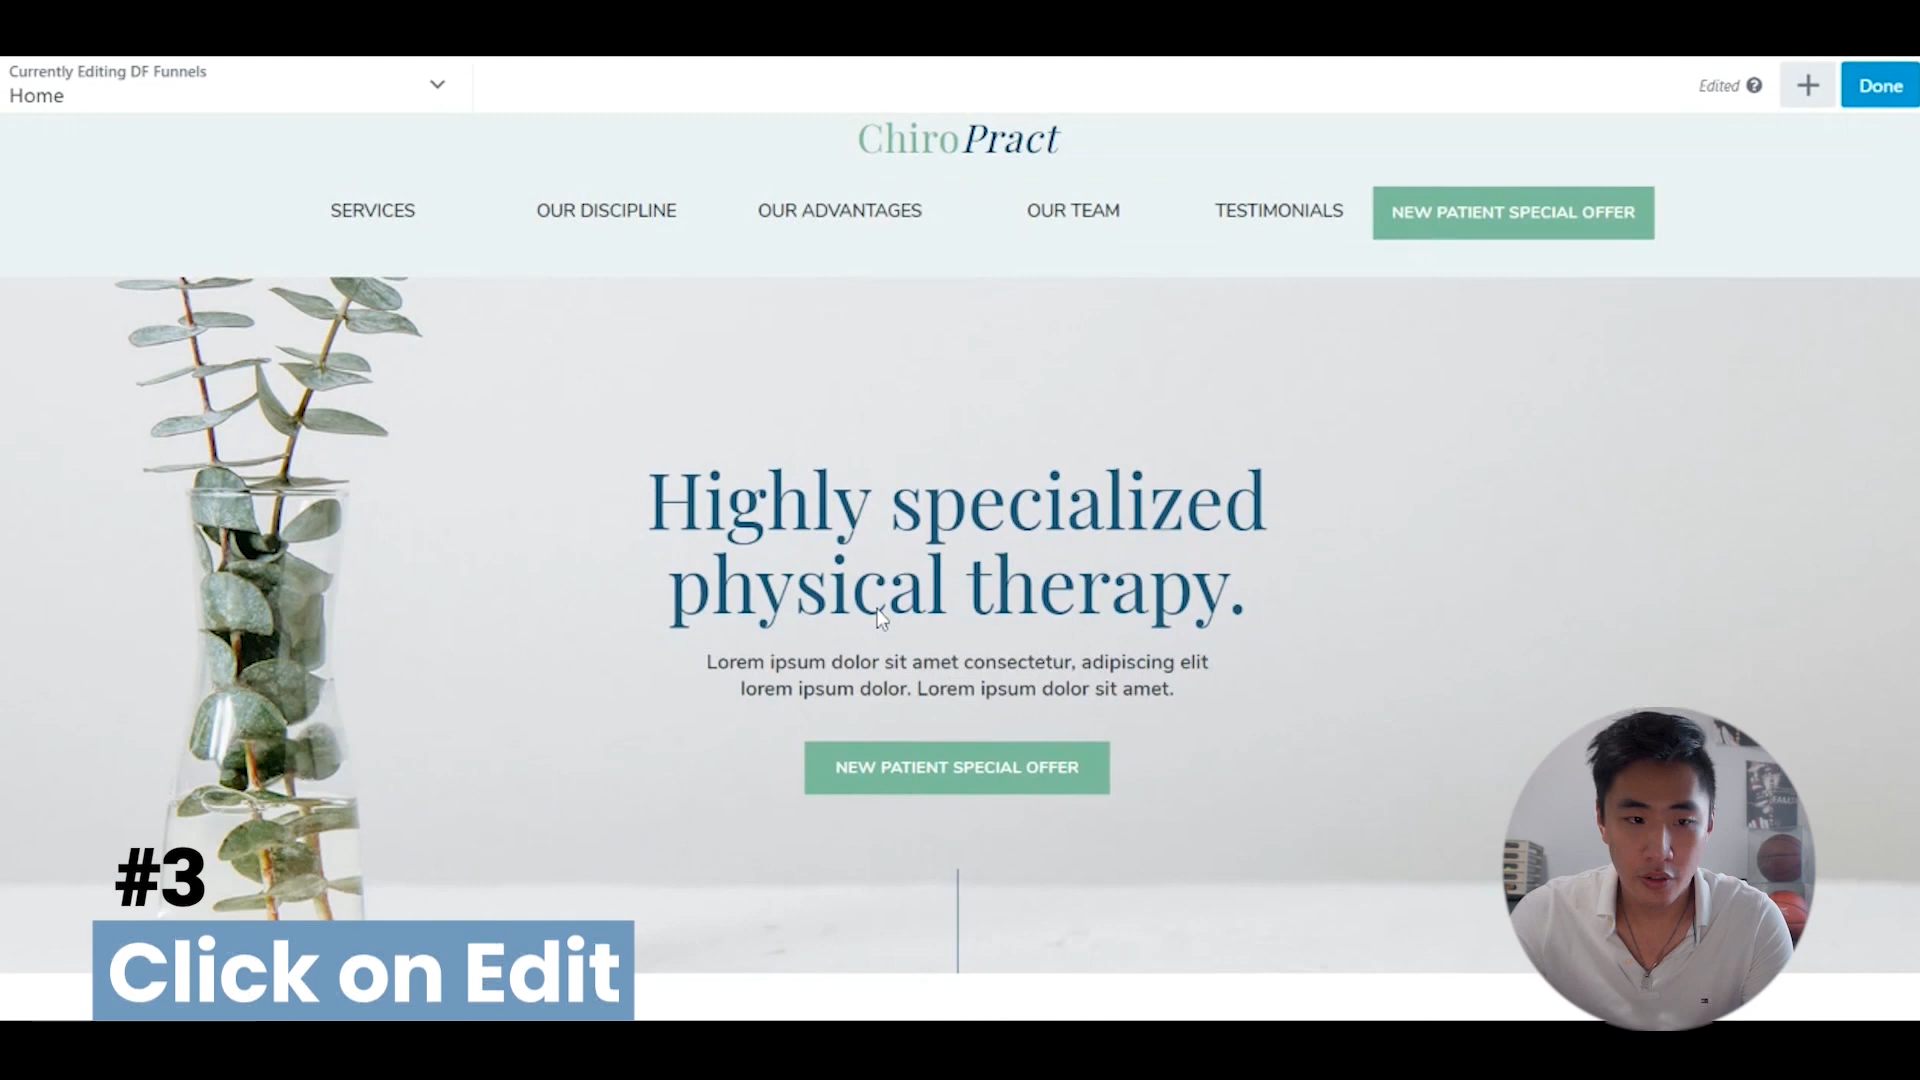 Currently Editing DF Funnels
Home
Edited ?
+
Done
ChiroPract
SERVICES
OUR DISCIPLINE
OUR ADVANTAGES
OUR TEAM
TESTIMONIALS
NEW PATIENT SPECIAL OFFER
Highly specialized
physical therapy.
Lorem ipsum dolor sit amet consectetur, adipiscing elit
lorem ipsum dolor. Lorem ipsum dolor sit amet.
NEW PATIENT SPECIAL OFFER
#3
Click on Edit